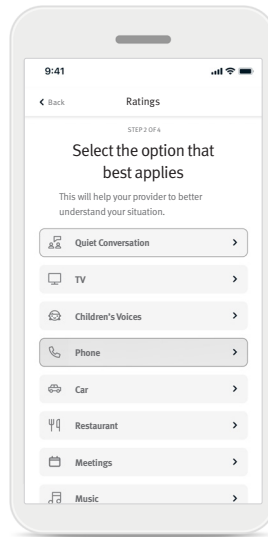 9:41
Back
Ratings
STEP 2 OF 4
Select the option that
best applies
This will help your provider to better
understand your situation.
Quiet Conversation
TV
Children's Voices
Phone
Car
Restaurant
Meetings
Music